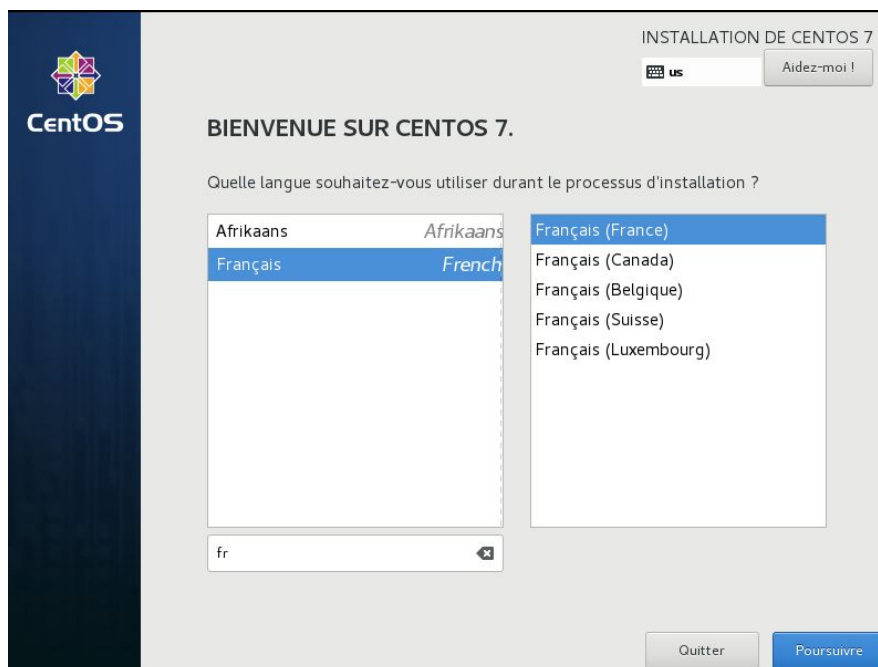 INSTALLATION DE CENTOS 7
us
Aidez-moi !
CentOS
BIENVENUE SUR CENTOS 7.
Quelle langue souhaitez-vous utiliser durant le processus d'installation ?
Afrikaans Afrikaans
Français French
Français (France)
Français (Canada)
Français (Belgique)
Français (Suisse)
Français (Luxembourg)
fr
Quitter
Poursuivre